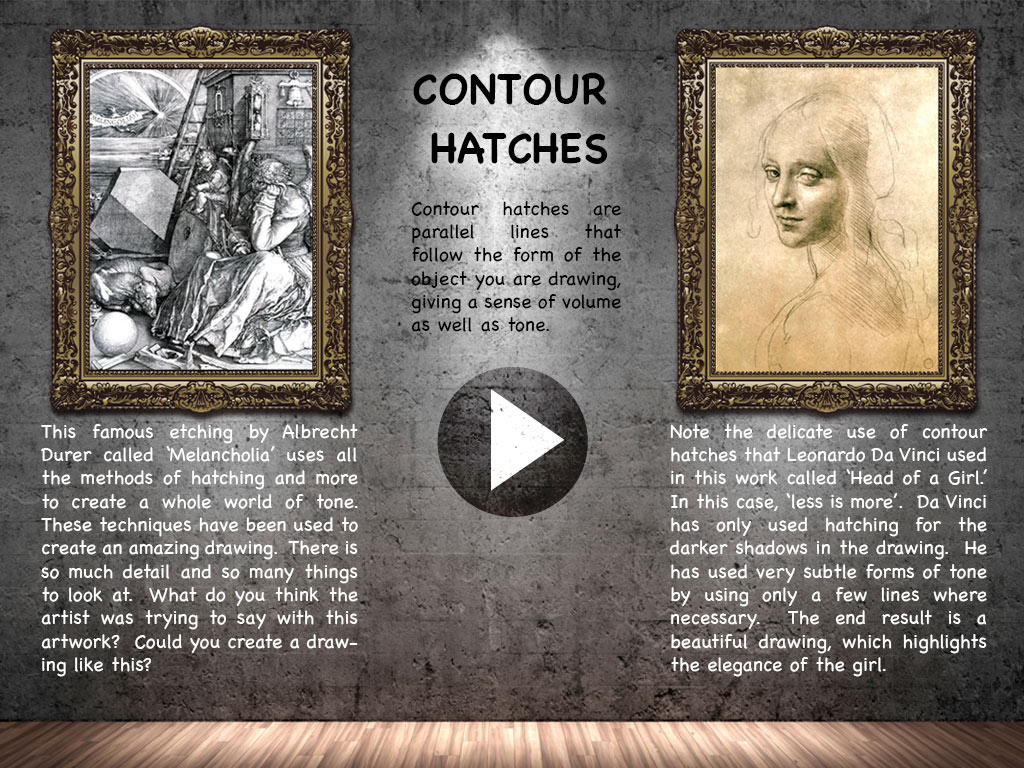 CONTOUR
HATCHES
Contour hatches are
parallel lines that
follow the form of the
object you are drawing,
giving a sense of volume
as well as tone.
This famous etching by Albrecht
Durer called ‘Melancholia’ uses all
the methods of hatching and more
to create a whole world of tone.
These techniques have been used to
create an amazing drawing. There is
so much detail and so many things
to look at. What do you think the
artist was trying to say with this
artwork? Could you create a draw-
ing like this?
Note the delicate use of contour
hatches that Leonardo Da Vinci used
in this work called ‘Head of a Girl.’
In this case, ‘less is more’. Da Vinci
has only used hatching for the
darker shadows in the drawing. He
has used very subtle forms of tone
by using only a few lines where
necessary. The end result is a
beautiful drawing, which highlights
the elegance of the girl.